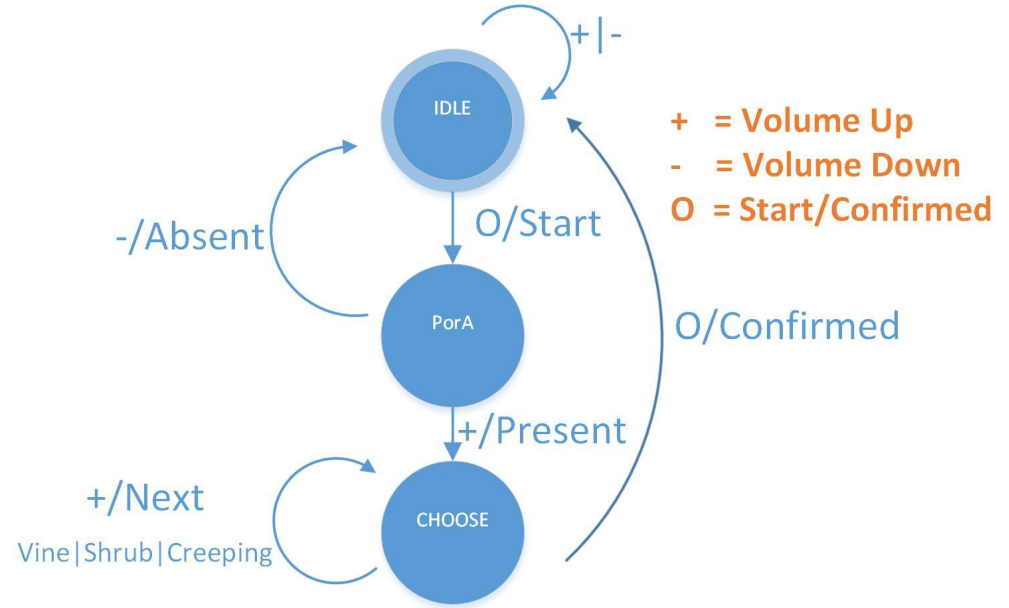 +|-
IDLE
+ = Volume Up
- = Volume Down
O = Start/Confirmed
-/Absent
O/Start
PorA
O/Confirmed
+/Present
+/Next
CHOOSE
Vine|Shrub|Creeping